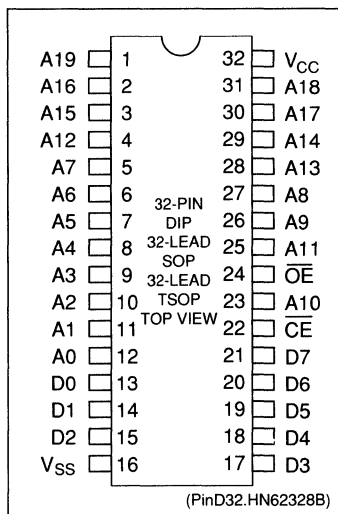 A19 1 32 VCC
A16 2 31 A18
A15 3 30 A17
A12 4 29 A14
A7 5 28 A13
A6 6 27 A8
32-PIN
A5 7 26 A9
DIP
A4 8 25 A11
32-LEAD
SOP
A3 9 24 O̅E̅
32-LEAD
A2 10 23 A10
TSOP
A1 11 22 C̅E̅
TOP VIEW
A0 12 21 D7
D0 13 20 D6
D1 14 19 D5
D2 15 18 D4
VSS 16 17 D3
(PinD32.HN62328B)